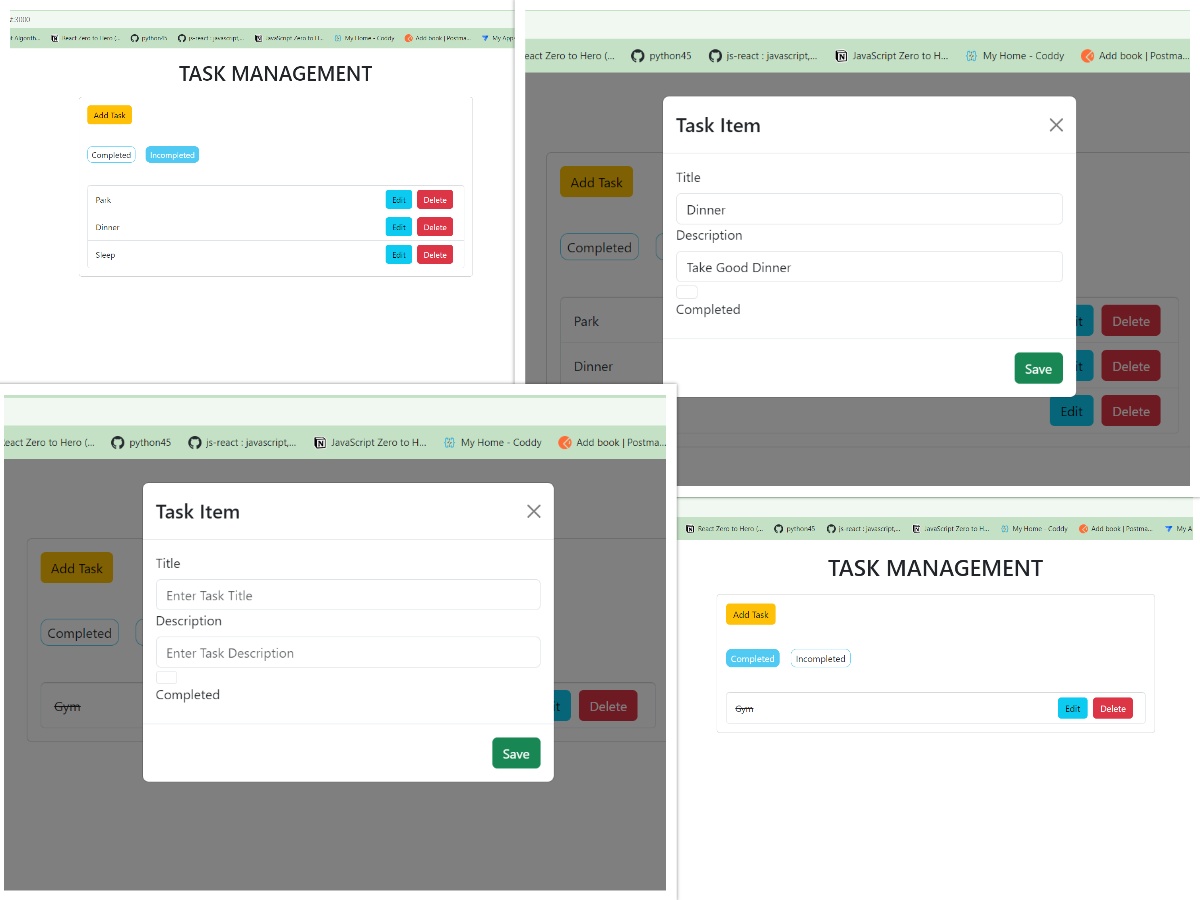 t:3000
t Algorith... React Zero to Hero (... python45 js-react : javascript,... JavaScript Zero to H... My Home - Coddy Add book | Postma... My Apps
TASK MANAGEMENT
Add Task
Completed Incompleted
Park Edit Delete
Dinner Edit Delete
Sleep Edit Delete
eact Zero to Hero (... python45 js-react : javascript,... JavaScript Zero to H... My Home - Coddy Add book | Postma...
Task Item
Title
Dinner
Description
Take Good Dinner
Completed
Save
Add Task
Completed
Park it Delete
Dinner it Delete
Edit Delete
eact Zero to Hero (... python45 js-react : javascript,... JavaScript Zero to H... My Home - Coddy Add book | Postma...
Task Item
Title
Enter Task Title
Description
Enter Task Description
Completed
Save
Add Task
Completed
Gym it Delete
React Zero to Hero (... python45 js-react : javascript,... JavaScript Zero to H... My Home - Coddy Add book | Postma... My A
TASK MANAGEMENT
Add Task
Completed Incompleted
Gym Edit Delete